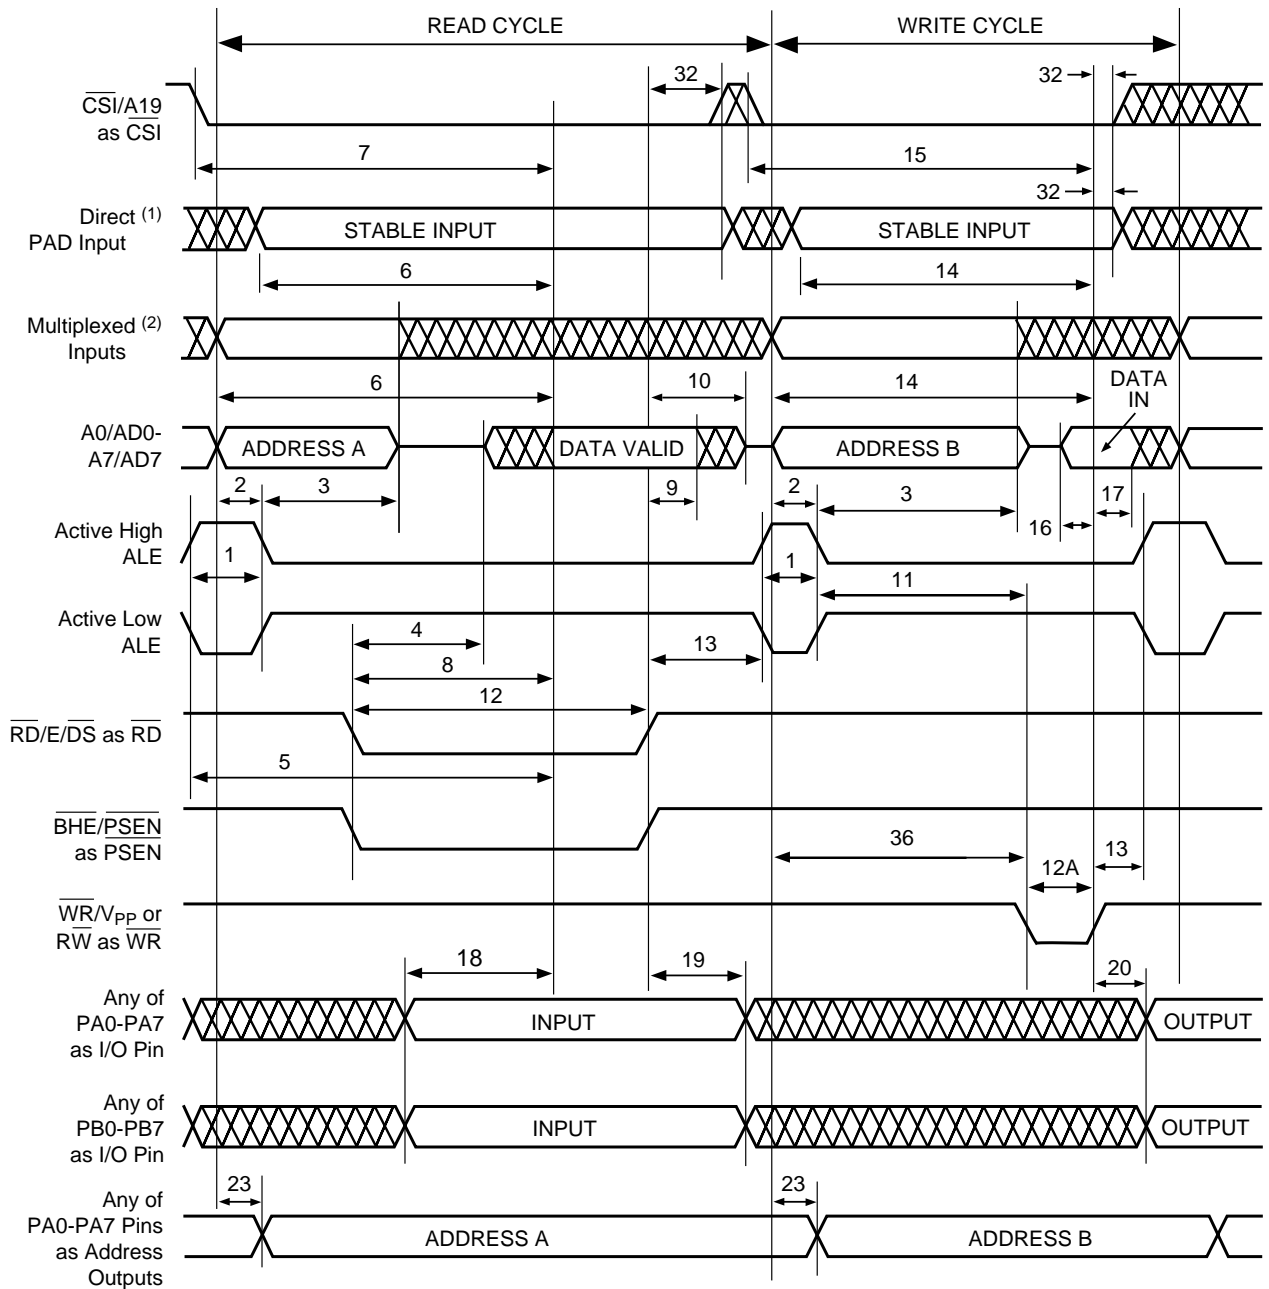 READ CYCLE WRITE CYCLE
32 32
CSI/A19
as CSI
7 15
32
Direct (1)
PAD Input
STABLE INPUT STABLE INPUT
6 14
Multiplexed (2)
Inputs
6 10 14 DATA
IN
A0/AD0-
A7/AD7
ADDRESS A DATA VALID ADDRESS B
2 3 9 2 3 16 17
Active High
ALE
1 1 11
Active Low
ALE
4 13
8
12
RD/E/DS as RD
5
BHE/PSEN
as PSEN
36 12A 13
WR/VPP or
RW as WR
18 19 20
Any of
PA0-PA7
as I/O Pin
INPUT OUTPUT
Any of
PB0-PB7
as I/O Pin
INPUT OUTPUT
23 23
Any of
PA0-PA7 Pins
as Address
Outputs
ADDRESS A ADDRESS B